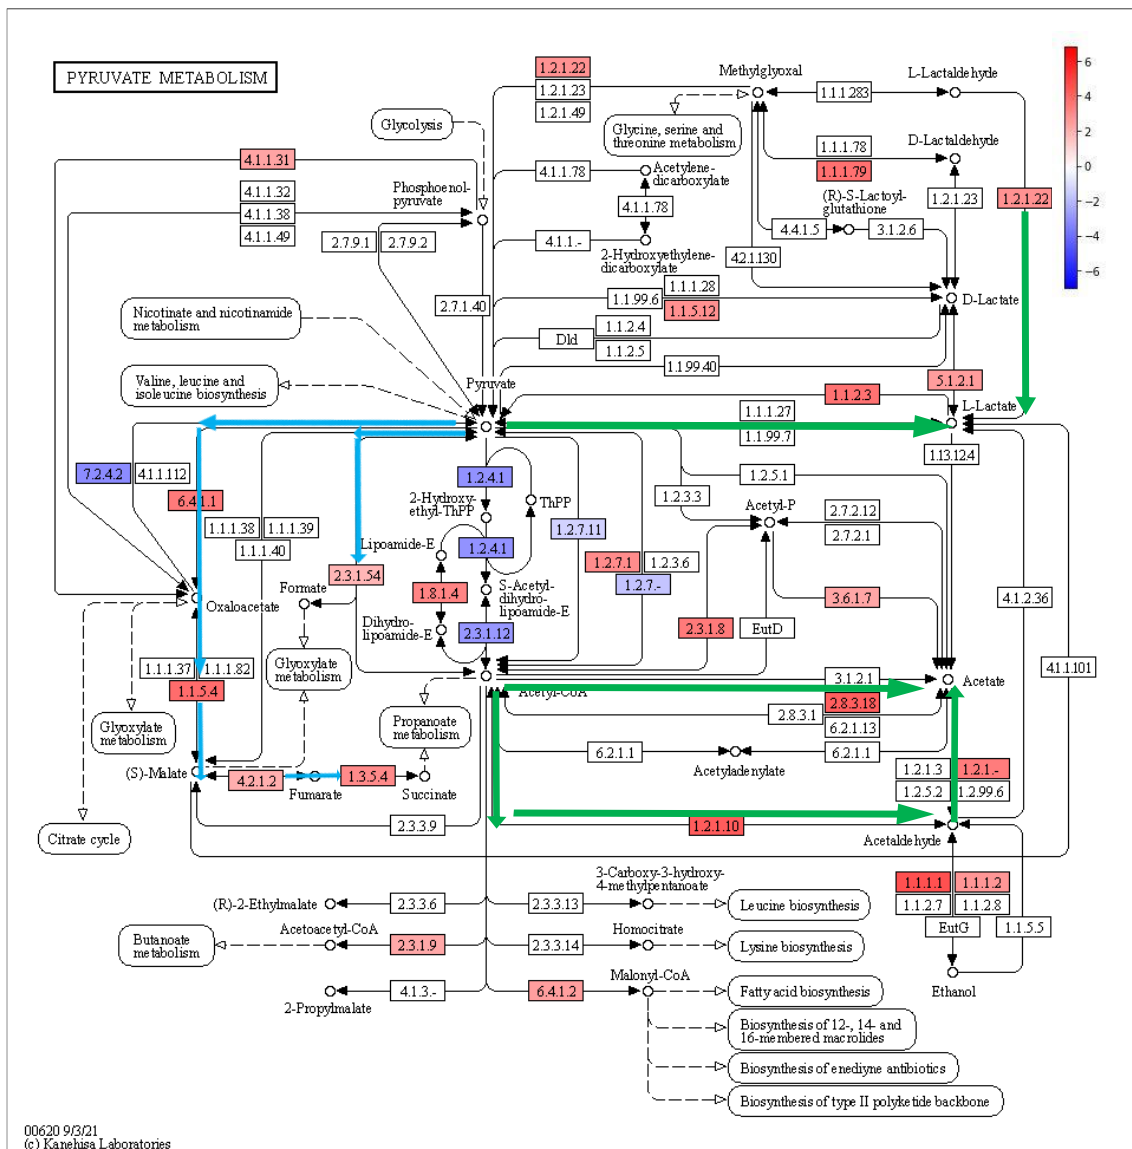 PYRUVATE METABOLISM
6
4
2
0
−2
−4
−6
1.2.1.22
1.2.1.23
1.2.1.49
Methylglyoxal
1.1.1.283
L-Lactaldehyde
Glycolysis
Glycine, serine and
threonine metabolism
1.1.1.78
1.1.1.79
D-Lactaldehyde
4.1.1.31
4.1.1.32
4.1.1.38
4.1.1.49
Phosphoenol-
pyruvate
4.1.1.78
Acetylene-
dicarboxylate
4.1.1.78
(R)-S-Lactoyl-
glutathione
1.2.1.23
1.2.1.22
2.7.9.1
2.7.9.2
4.1.1.-
2-Hydroxyethylene-
dicarboxylate
4.4.1.5
3.1.2.6
4.2.1.130
2.7.1.40
1.1.99.6
1.1.1.28
1.1.5.12
D-Lactate
Nicotinate and nicotinamide
metabolism
Dld
1.1.2.4
1.1.2.5
1.1.99.40
Valine, leucine and
isoleucine biosynthesis
Pyruvate
5.1.2.1
1.1.2.3
L-Lactate
1.1.1.27
1.1.99.7
1.13.12.4
7.2.4.2
4.1.1.112
6.4.1.1
1.2.4.1
2-Hydroxy-
ethyl-ThPP
ThPP
1.2.5.1
1.2.3.3
Acetyl-P
2.7.2.12
2.7.2.1
1.1.1.38
1.1.1.39
1.1.1.40
Lipoamide-E
1.2.4.1
1.2.7.11
1.2.7.1
1.2.3.6
1.2.7.-
2.3.1.54
Formate
1.8.1.4
S-Acetyl-
dihydro-
lipoamide-E
Oxaloacetate
Dihydro-
lipoamide-E
2.3.1.12
2.3.1.8
EutD
3.6.1.7
4.1.2.36
1.1.1.37
1.1.1.82
1.1.5.4
Glyoxylate
metabolism
4.1.1.101
Acetyl-CoA
3.1.2.1
2.8.3.18
2.8.3.1
6.2.1.13
Acetate
Glyoxylate
metabolism
Propanoate
metabolism
6.2.1.1
6.2.1.1
Acetyladenylate
(S)-Malate
4.2.1.2
Fumarate
1.3.5.4
Succinate
1.2.1.3
1.2.1.-
1.2.5.2
1.2.99.6
Citrate cycle
2.3.3.9
1.2.1.10
Acetaldehyde
3-Carboxy-3-hydroxy-
4-methylpentanoate
1.1.1.1
1.1.1.2
1.1.2.7
1.1.2.8
EutG
1.1.5.5
Ethanol
(R)-2-Ethylmalate
2.3.3.6
2.3.3.13
Leucine biosynthesis
Butanoate
metabolism
Acetoacetyl-CoA
2.3.1.9
2.3.3.14
Homocitrate
Lysine biosynthesis
2-Propylmalate
4.1.3.-
6.4.1.2
Malonyl-CoA
Fatty acid biosynthesis
Biosynthesis of 12-, 14- and
16-membered macrolides
Biosynthesis of enediyne antibiotics
Biosynthesis of type II polyketide backbone
00620 9/3/21
(c) Kanehisa Laboratories